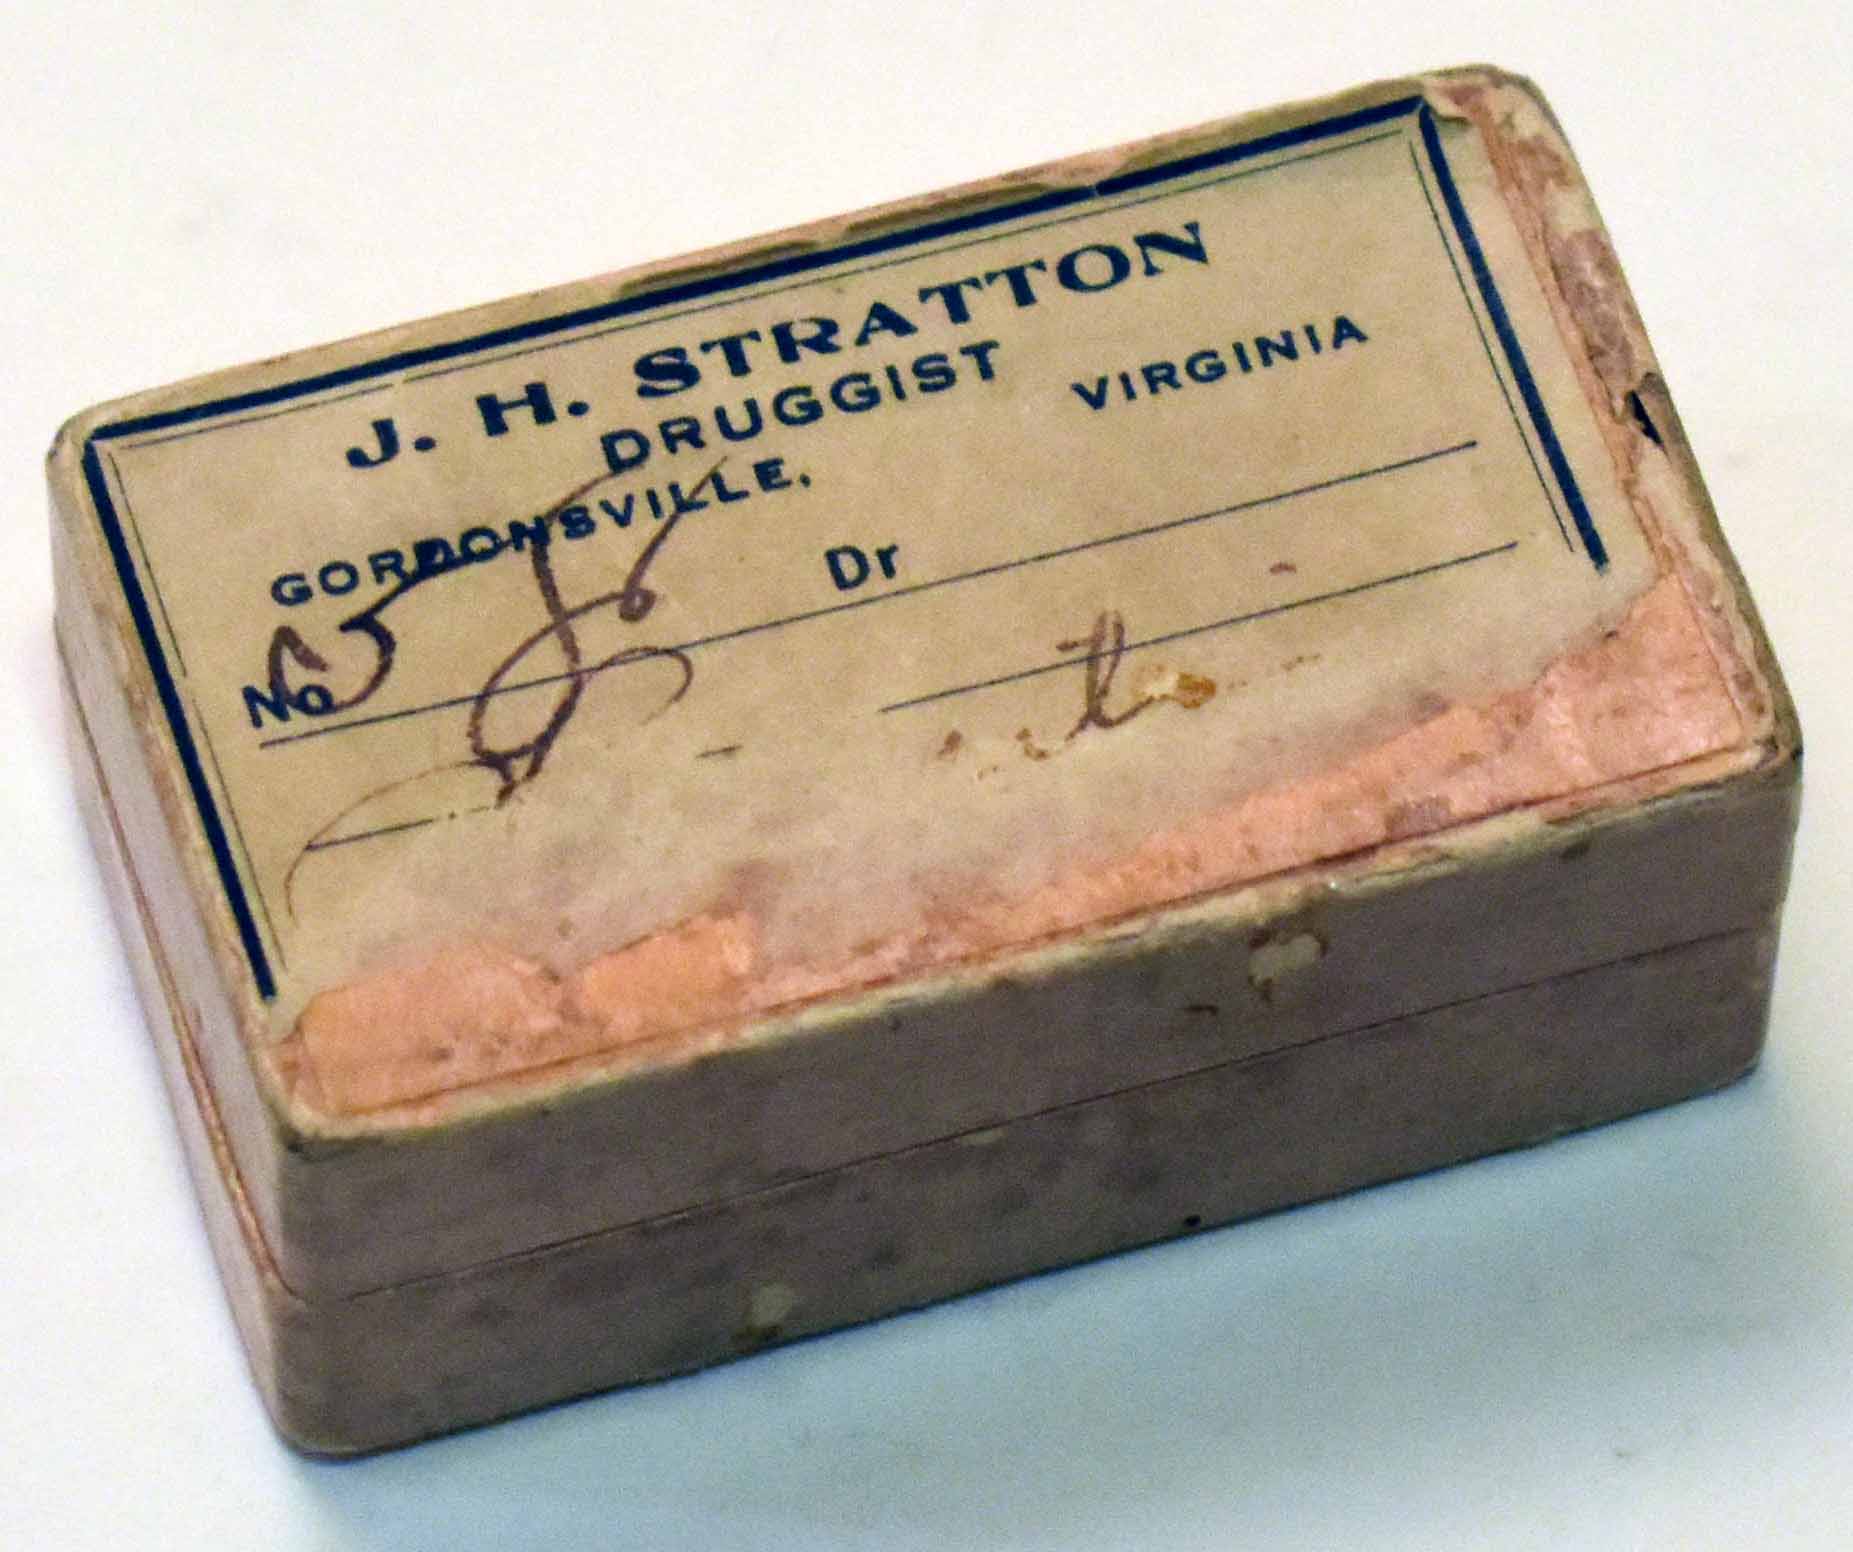 J. H. STRATTON
DRUGGIST
GORDONSVILLE, VIRGINIA
No Dr